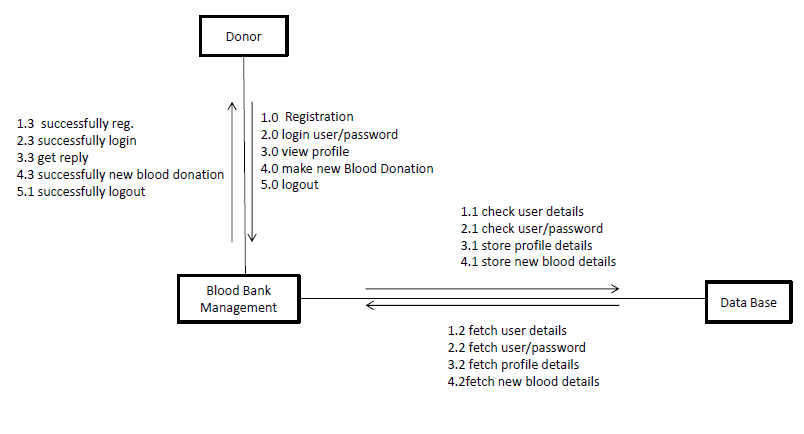 Donor
1.3 successfully reg.
2.3 successfully login
3.3 get reply
4.3 successfully new blood donation
5.1 successfully logout
1.0 Registration
2.0 login user/password
3.0 view profile
4.0 make new Blood Donation
5.0 logout
1.1 check user details
2.1 check user/password
3.1 store profile details
4.1 store new blood details
Blood Bank
Management
Data Base
1.2 fetch user details
2.2 fetch user/password
3.2 fetch profile details
4.2fetch new blood details